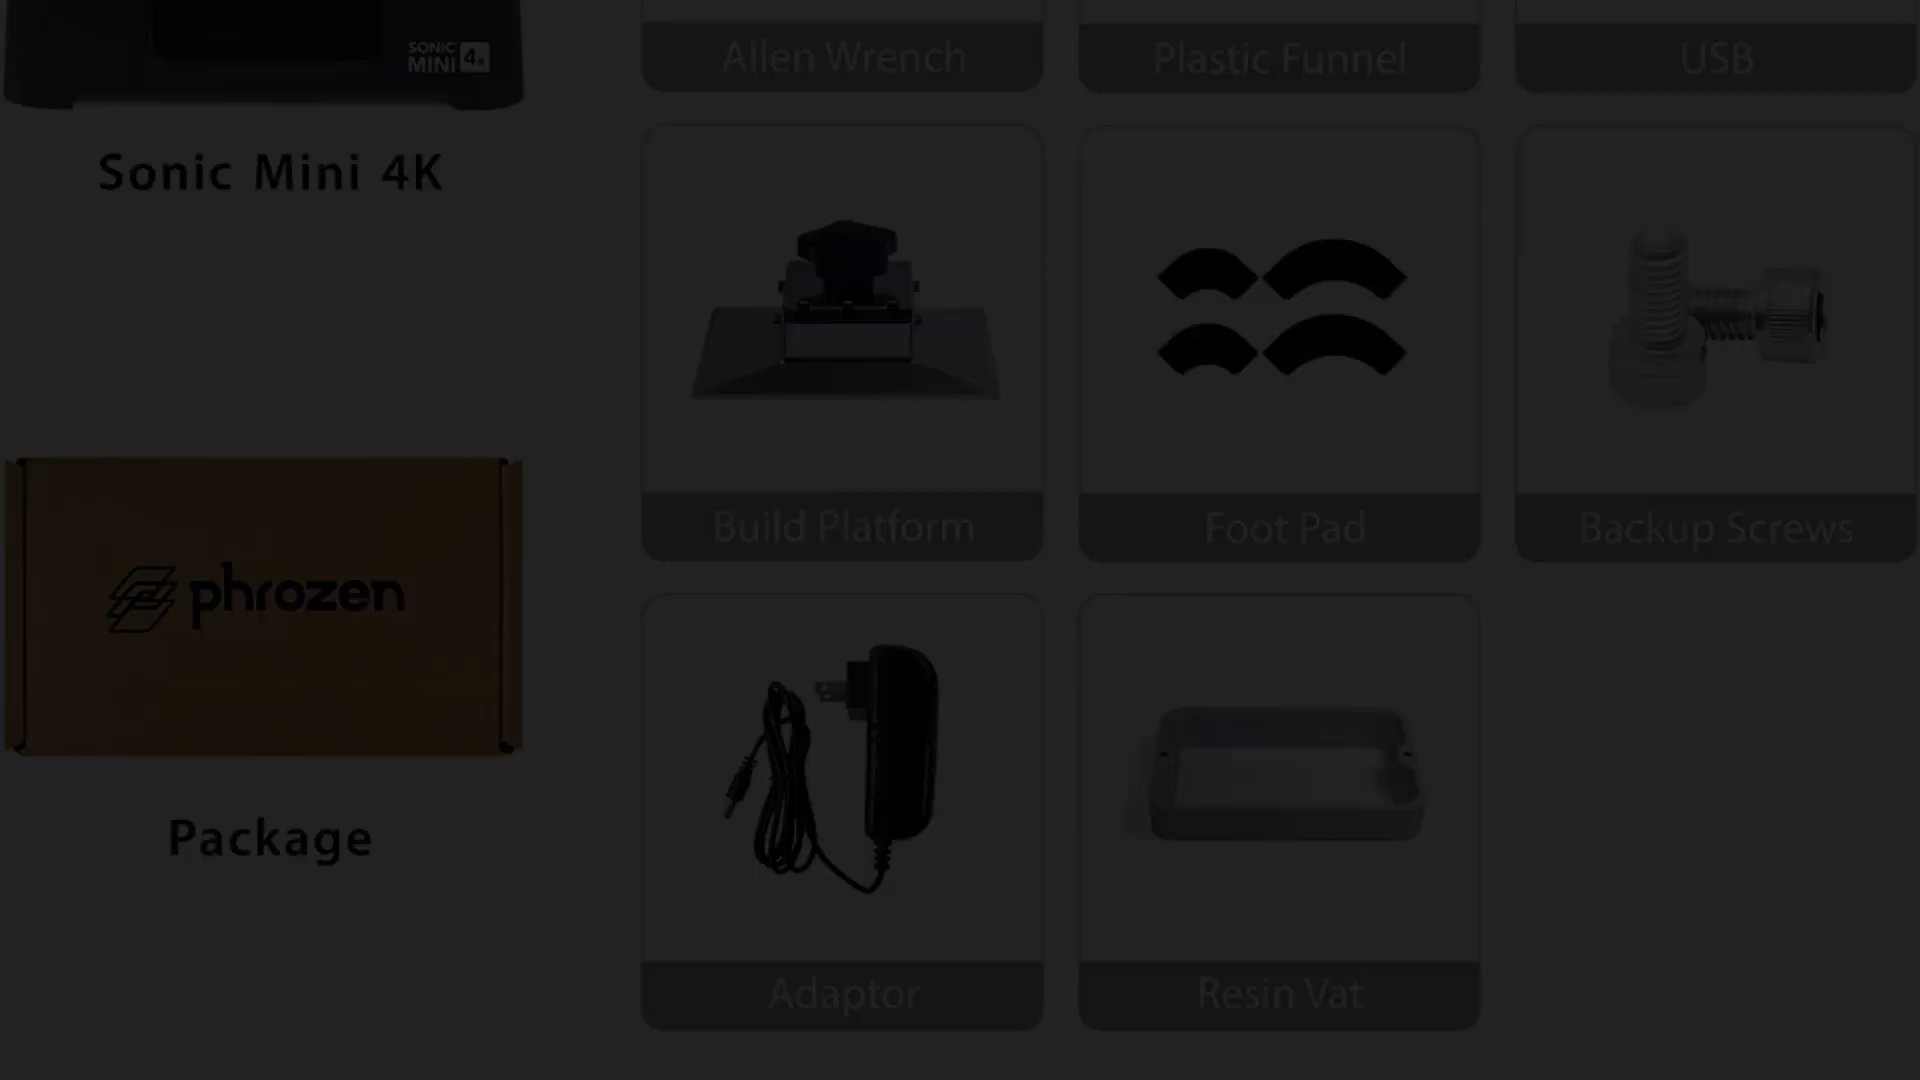 SONIC
MINI 4K
Sonic Mini 4K
phrozen
Package
Allen Wrench
Plastic Funnel
USB
Build Platform
Foot Pad
Backup Screws
Adaptor
Resin Vat